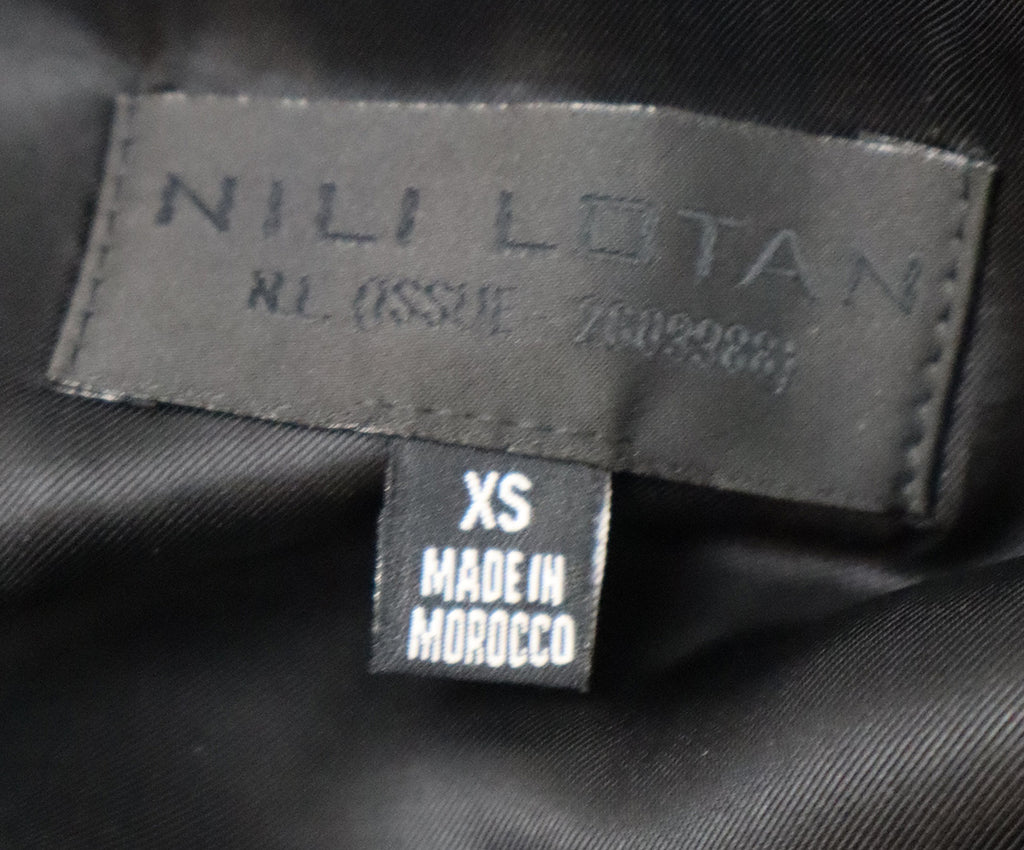 NILI LOTAN
N.L. (ISSUE -
XS
MADE IN
MOROCCO